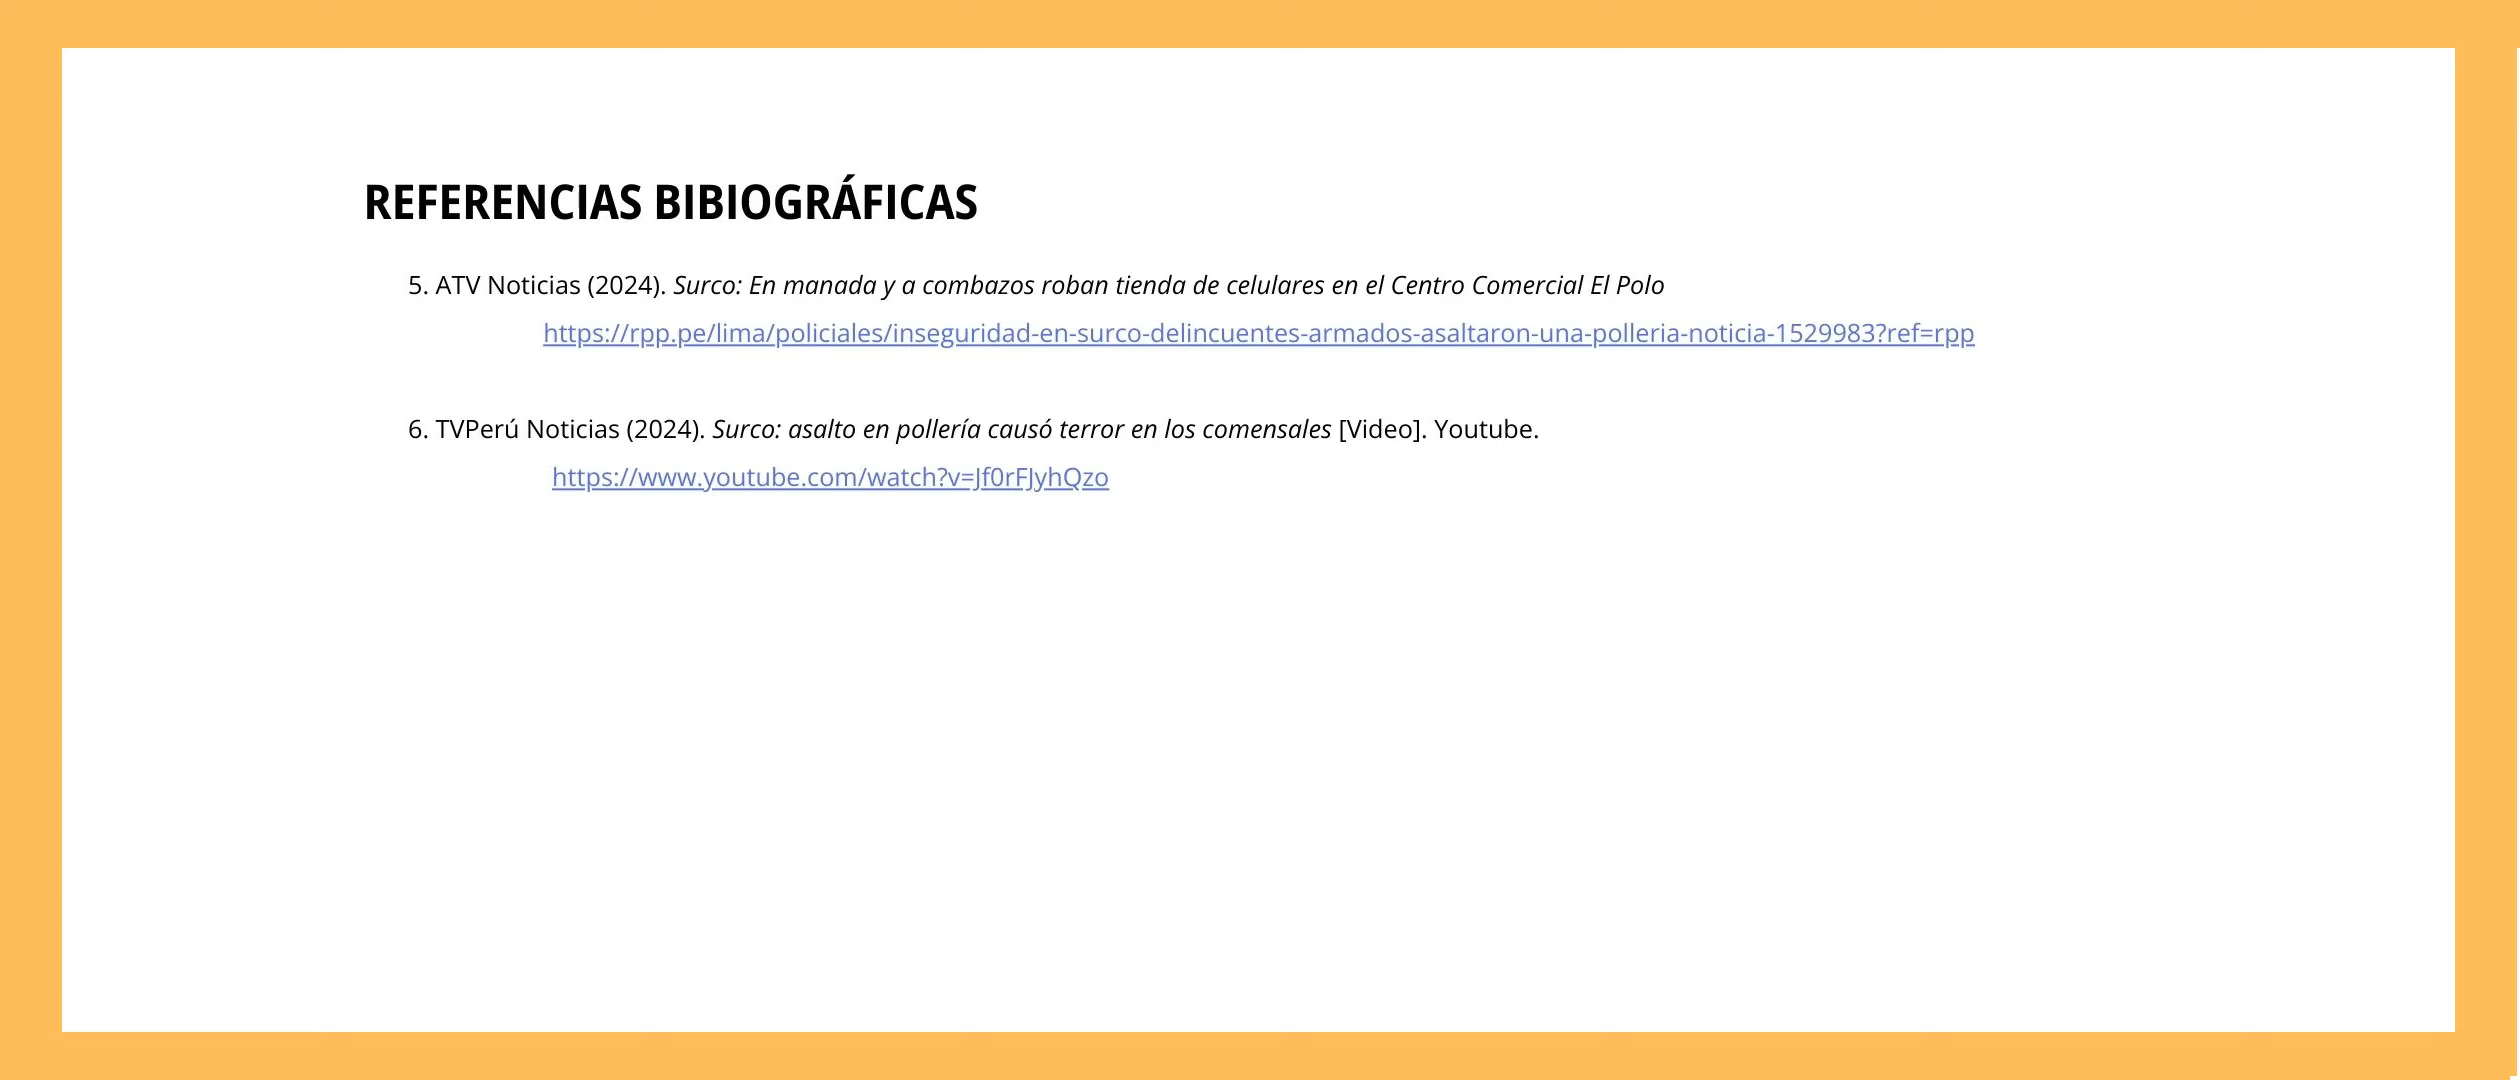 REFERENCIAS BIBIOGRÁFICAS
5. ATV Noticias (2024). Surco: En manada y a combazos roban tienda de celulares en el Centro Comercial El Polo
https://rpp.pe/lima/policiales/inseguridad-en-surco-delincuentes-armados-asaltaron-una-polleria-noticia-1529983?ref=rpp
6. TVPerú Noticias (2024). Surco: asalto en pollería causó terror en los comensales [Video]. Youtube.
https://www.youtube.com/watch?v=Jf0rFJyhQzo